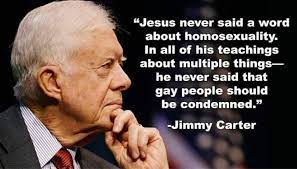 “Jesus never said a word
about homosexuality.
In all of his teachings
about multiple things—
he never said that
gay people should
be condemned.”
-Jimmy Carter